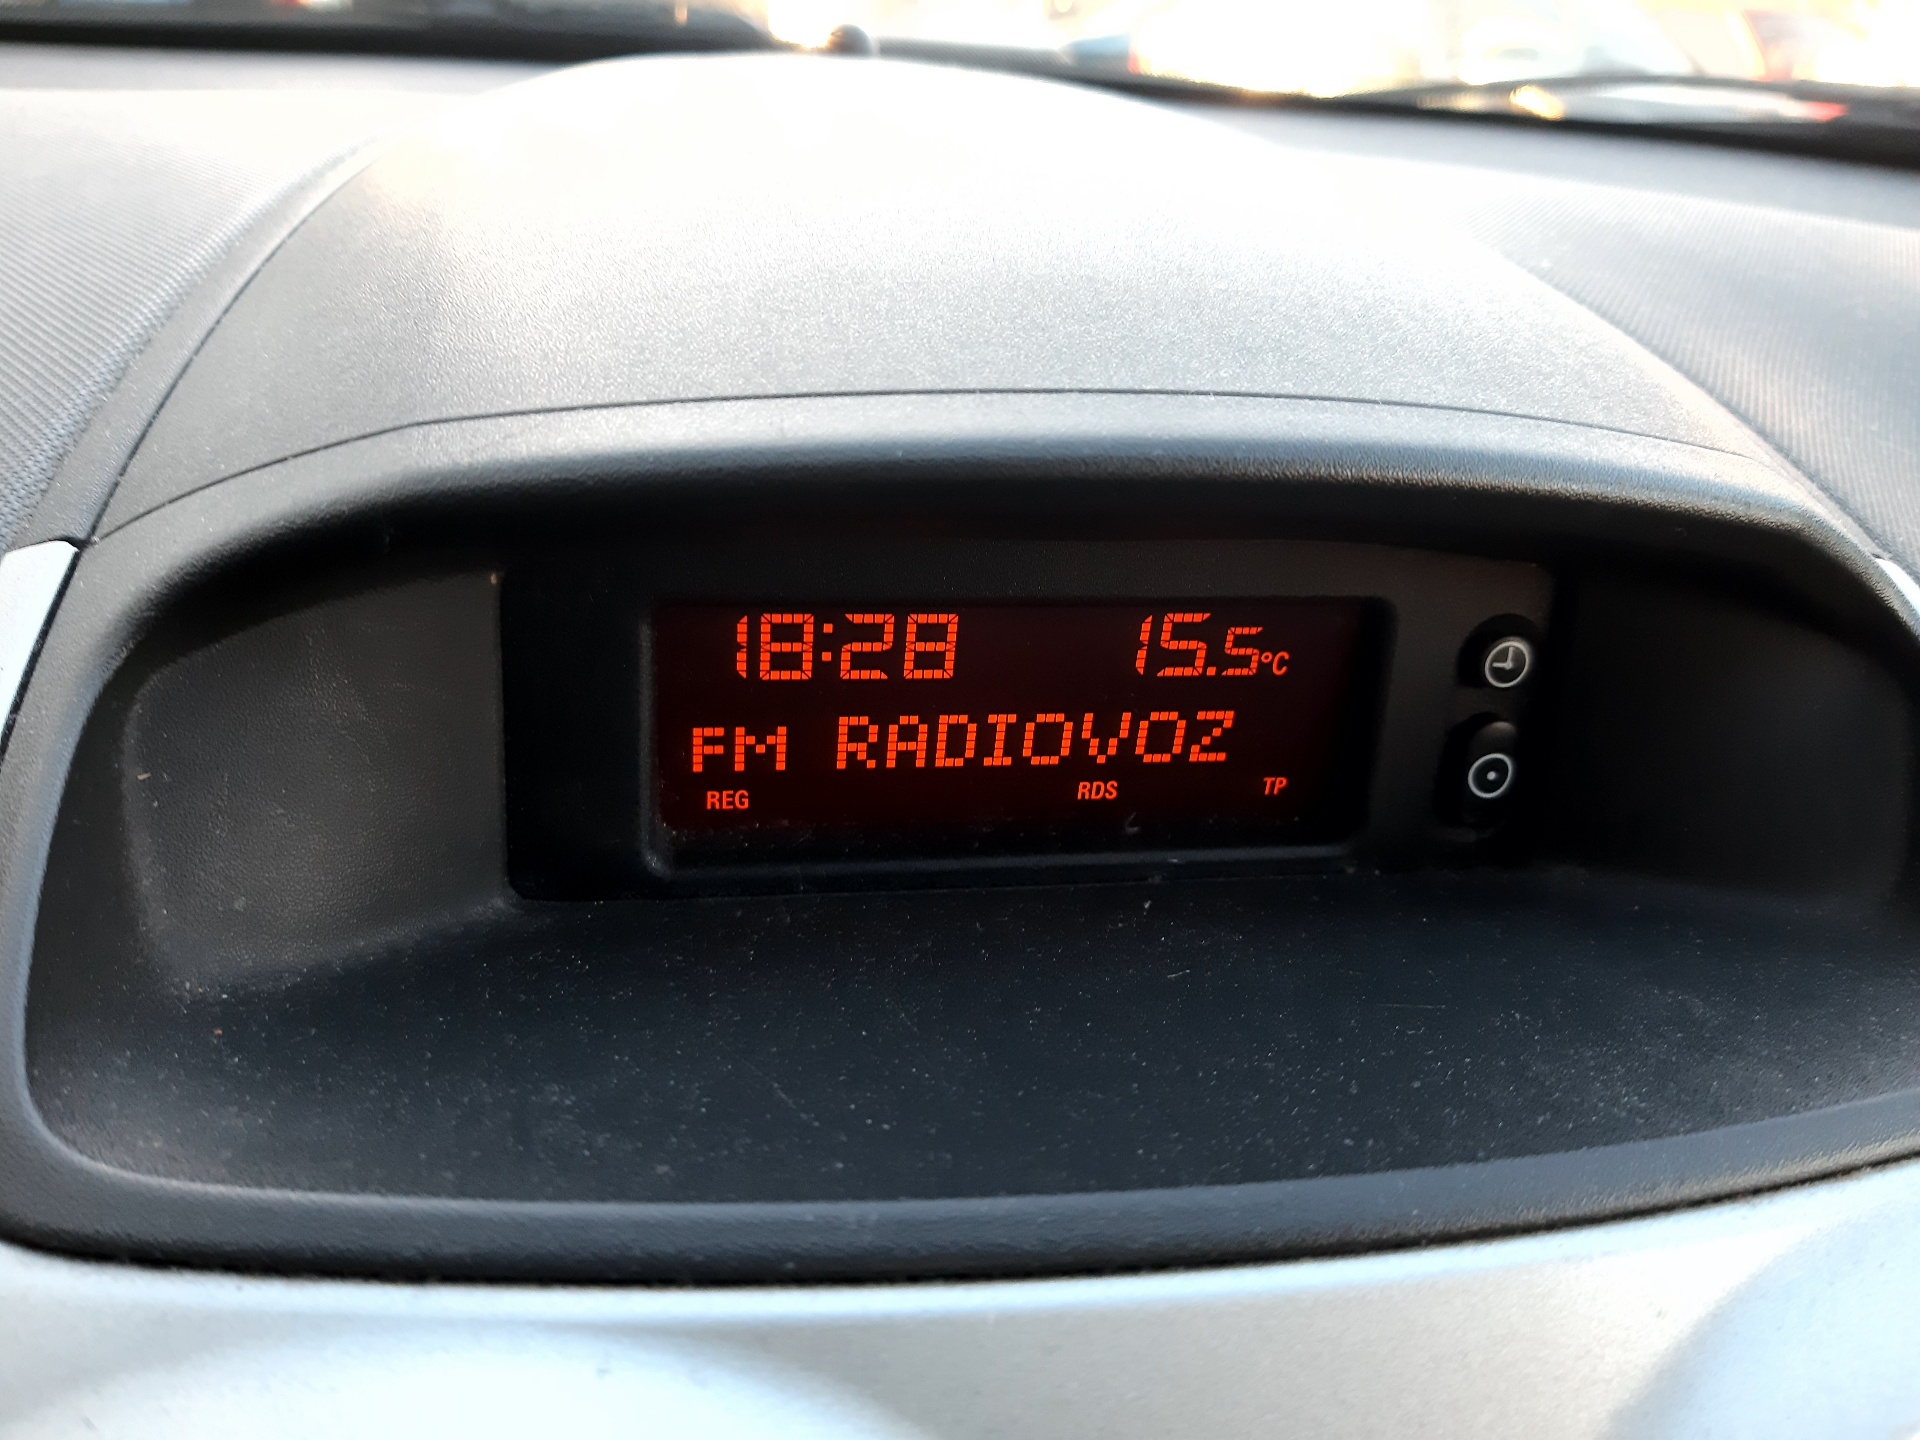 18:28 15.5°C
FM RADIOVOZ
REG RDS TP